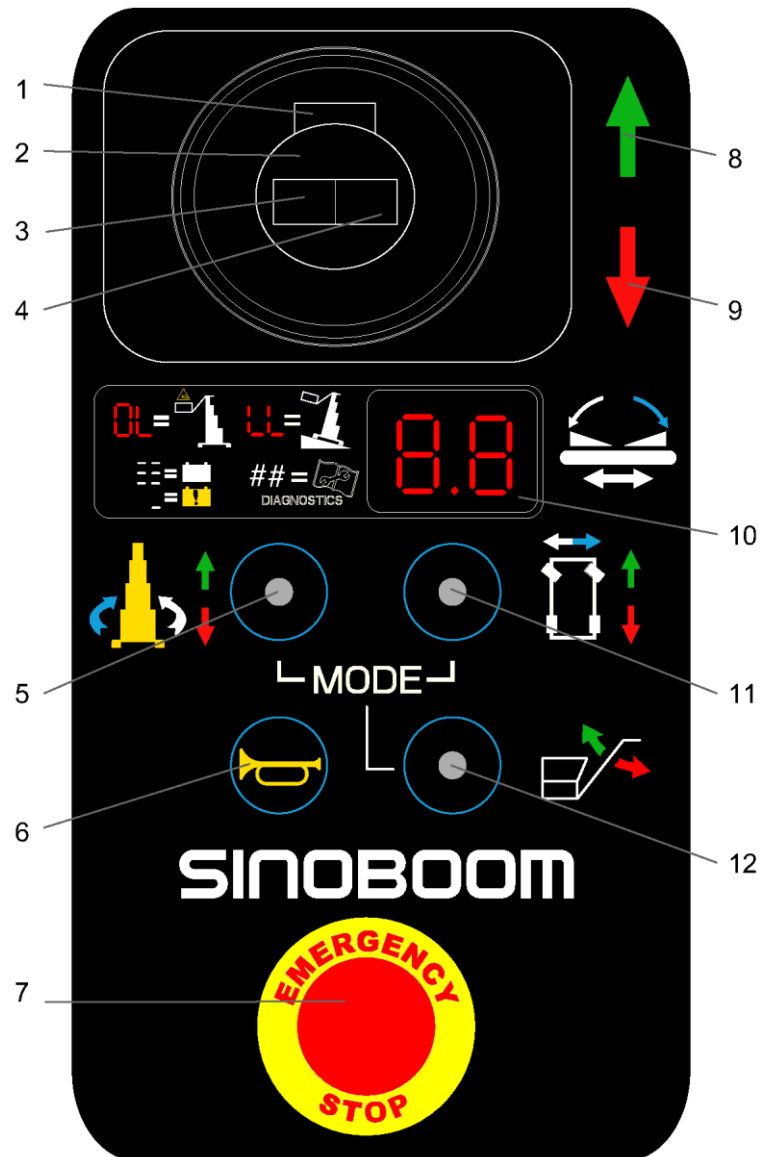 1
2
3
4
8
9
OL=
LL=
8.8
--
--=
_=
##=
DIAGNOSTICS
10
5
11
MODE
6
12
SINOBOOM
7
EMERGENCY
STOP